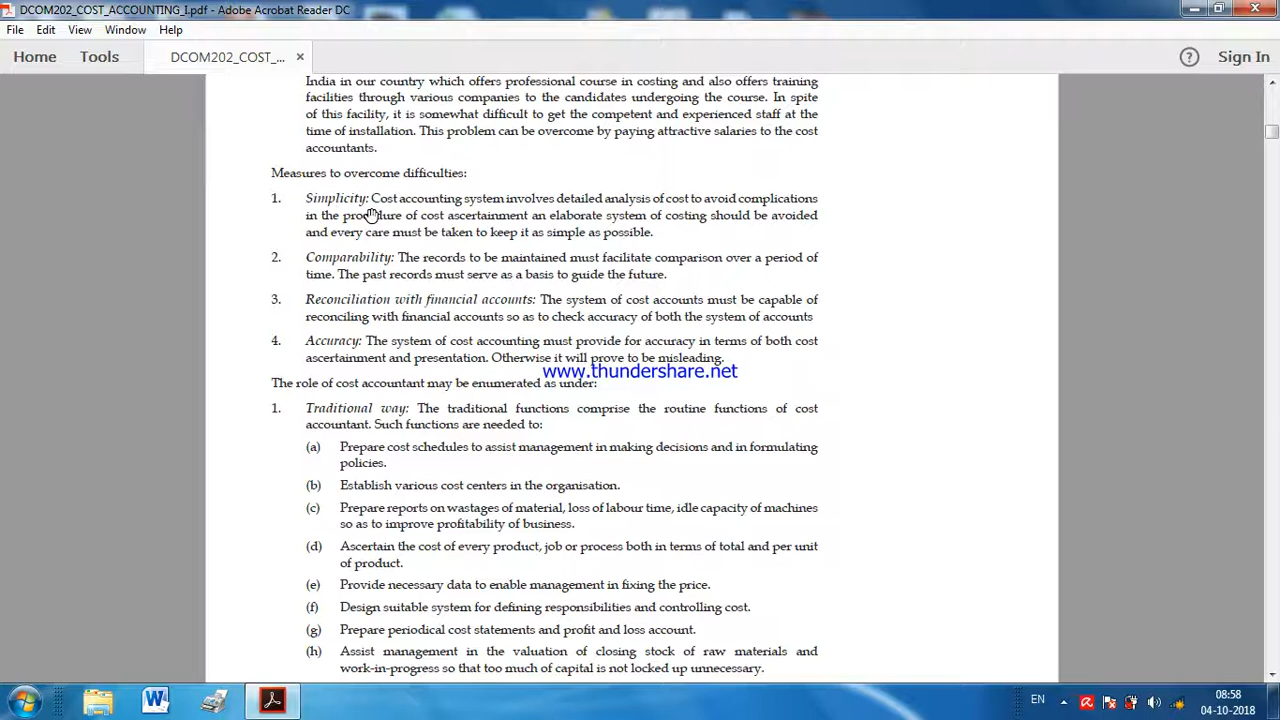 DCOM202_COST_ACCOUNTING_I.pdf - Adobe Acrobat Reader DC
File Edit View Window Help
Home Tools DCOM202_COST_... × ? Sign In
India in our country which offers professional course in costing and also offers training
facilities through various companies to the candidates undergoing the course. In spite
of this facility, it is somewhat difficult to get the competent and experienced staff at the
time of installation. This problem can be overcome by paying attractive salaries to the cost
accountants.
Measures to overcome difficulties:
1. Simplicity: Cost accounting system involves detailed analysis of cost to avoid complications
in the procedure of cost ascertainment an elaborate system of costing should be avoided
and every care must be taken to keep it as simple as possible.
2. Comparability: The records to be maintained must facilitate comparison over a period of
time. The past records must serve as a basis to guide the future.
3. Reconciliation with financial accounts: The system of cost accounts must be capable of
reconciling with financial accounts so as to check accuracy of both the system of accounts
4. Accuracy: The system of cost accounting must provide for accuracy in terms of both cost
ascertainment and presentation. Otherwise it will prove to be misleading.
www.thundershare.net
The role of cost accountant may be enumerated as under:
1. Traditional way: The traditional functions comprise the routine functions of cost
accountant. Such functions are needed to:
(a) Prepare cost schedules to assist management in making decisions and in formulating
policies.
(b) Establish various cost centers in the organisation.
(c) Prepare reports on wastages of material, loss of labour time, idle capacity of machines
so as to improve profitability of business.
(d) Ascertain the cost of every product, job or process both in terms of total and per unit
of product.
(e) Provide necessary data to enable management in fixing the price.
(f) Design suitable system for defining responsibilities and controlling cost.
(g) Prepare periodical cost statements and profit and loss account.
(h) Assist management in the valuation of closing stock of raw materials and
work-in-progress so that too much of capital is not locked up unnecessary.
EN 08:58
04-10-2018